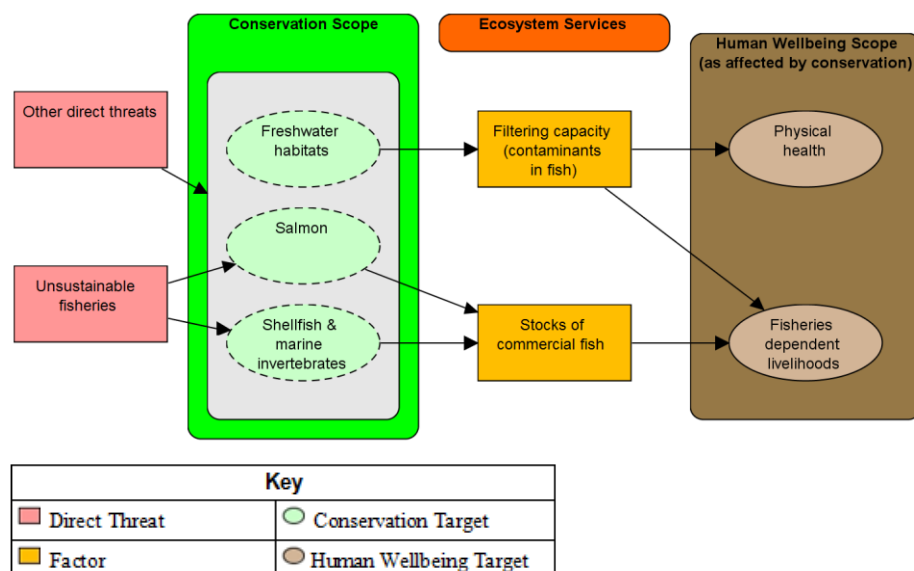 Conservation Scope
Ecosystem Services
Human Wellbeing Scope
(as affected by conservation)
Other direct threats
Freshwater
habitats
Filtering capacity
(contaminants
in fish)
Physical
health
Salmon
Unsustainable
fisheries
Shellfish &
marine
invertebrates
Stocks of
commercial fish
Fisheries
dependent
livelihoods
Key
Direct Threat
Conservation Target
Factor
Human Wellbeing Target